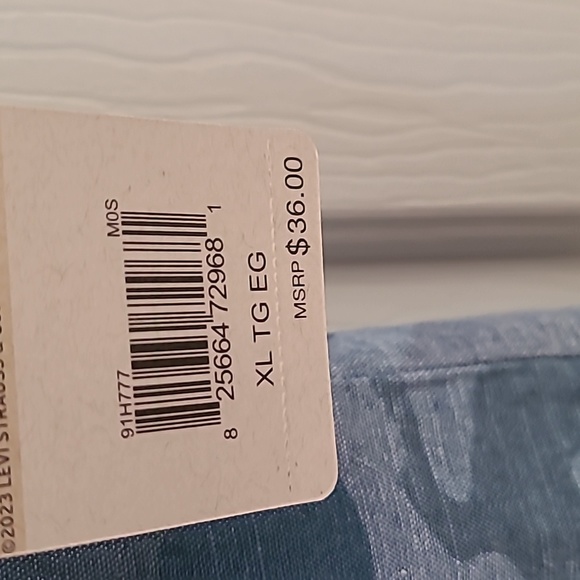 ©2023 LEVI STRAUSS &
91H777 M0S
8 25664 72968 1
XL TG EG
MSRP $36.00